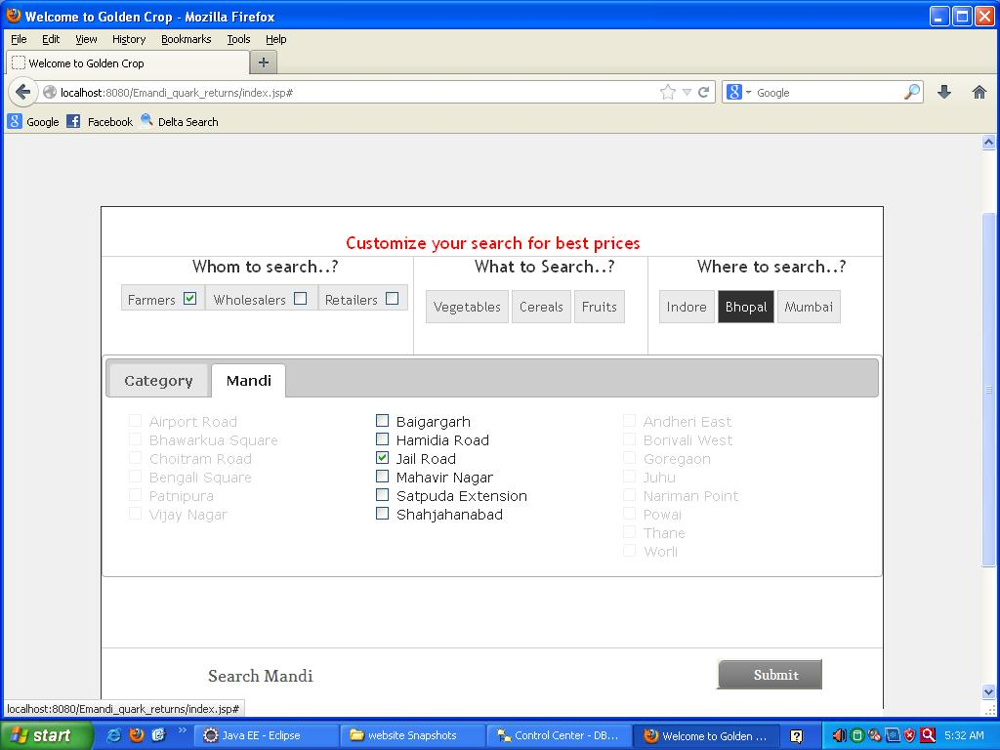 Welcome to Golden Crop - Mozilla Firefox
File Edit View History Bookmarks Tools Help
Welcome to Golden Crop
localhost:8080/Emandi_quark_returns/index.jsp# Google
Google Facebook Delta Search
Customize your search for best prices
Whom to search..? What to Search..? Where to search..?
Farmers Wholesalers Retailers Vegetables Cereals Fruits Indore Bhopal Mumbai
Category Mandi
Airport Road Baigargarh Andheri East
Bhawarkua Square Hamidia Road Borivali West
Choitram Road Jail Road Goregaon
Bengali Square Mahavir Nagar Juhu
Patnipura Satpuda Extension Nariman Point
Vijay Nagar Shahjahanabad Powai
Thane
Worli
Search Mandi Submit
localhost:8080/Emandi_quark_returns/index.jsp#
start Java EE - Eclipse website Snapshots Control Center - DB... Welcome to Golden ... 5:32 AM